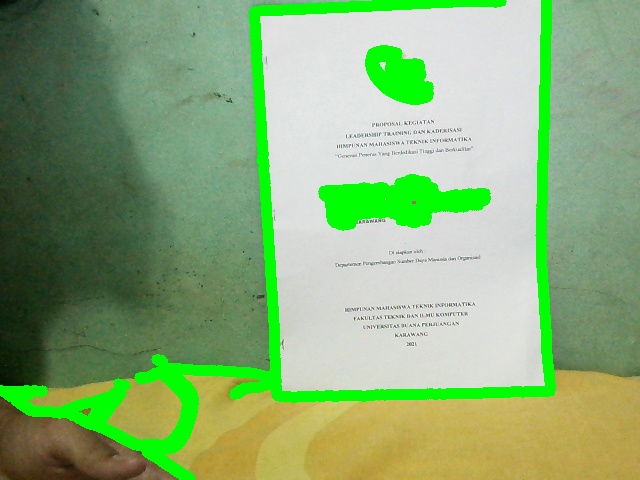 PROPOSAL KEGIATAN
LEADERSHIP TRAINING DAN KADERISASI
HIMPUNAN MAHASISWA TEKNIK INFORMATIKA
"Generasi Penerus Yang Berdedikasi Tinggi dan Berkualitas"
KARAWANG
Di siapkan oleh :
Departemen Pengembangan Sumber Daya Manusia dan Organisasi
HIMPUNAN MAHASISWA TEKNIK INFORMATIKA
FAKULTAS TEKNIK DAN ILMU KOMPUTER
UNIVERSITAS BUANA PERJUANGAN
KARAWANG
2021